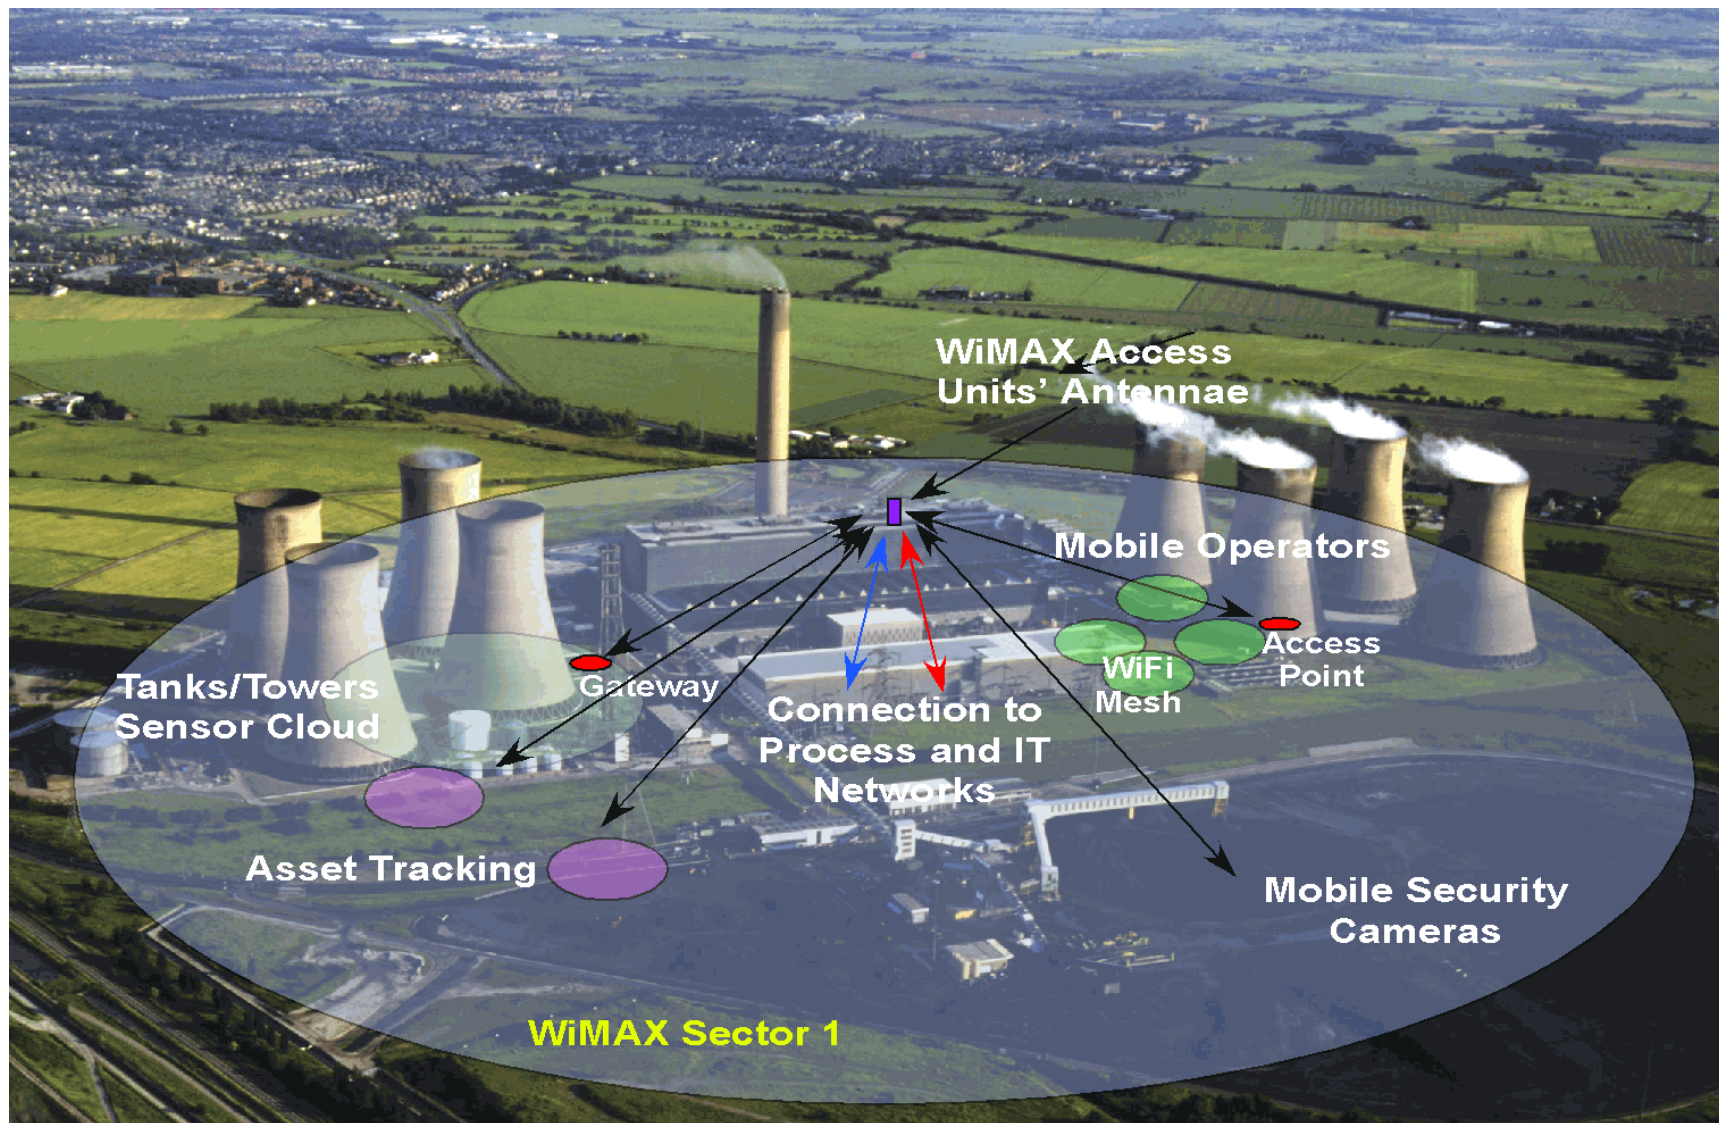 WiMAX Access
Units’ Antennae
Mobile Operators
Access
Point
WiFi
Mesh
Gateway
Tanks/Towers
Sensor Cloud
Connection to
Process and IT
Networks
Asset Tracking
Mobile Security
Cameras
WiMAX Sector 1